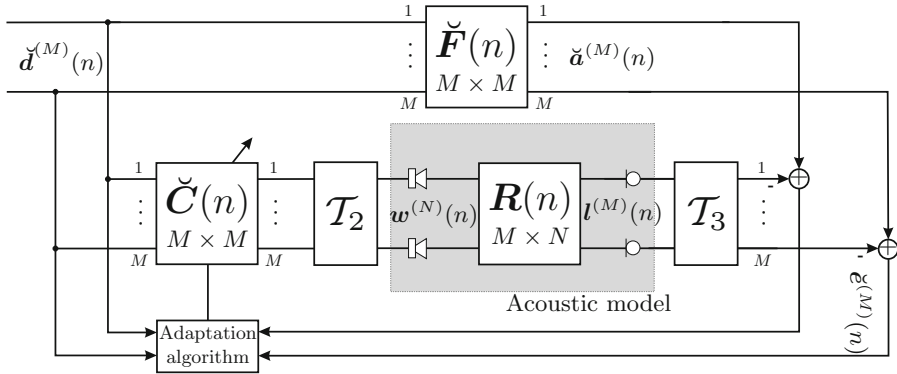 1
1
d̆^(M)(n)
⋮
F̆(n)
M × M
⋮
ă^(M)(n)
M
M
1
C̆(n)
M × M
1
⋮
⋮
M
M
T₂
w^(N)(n)
R(n)
M × N
l^(M)(n)
T₃
1
-
⋮
M
-
ĕ^(M)(n)
Acoustic model
Adaptation
algorithm